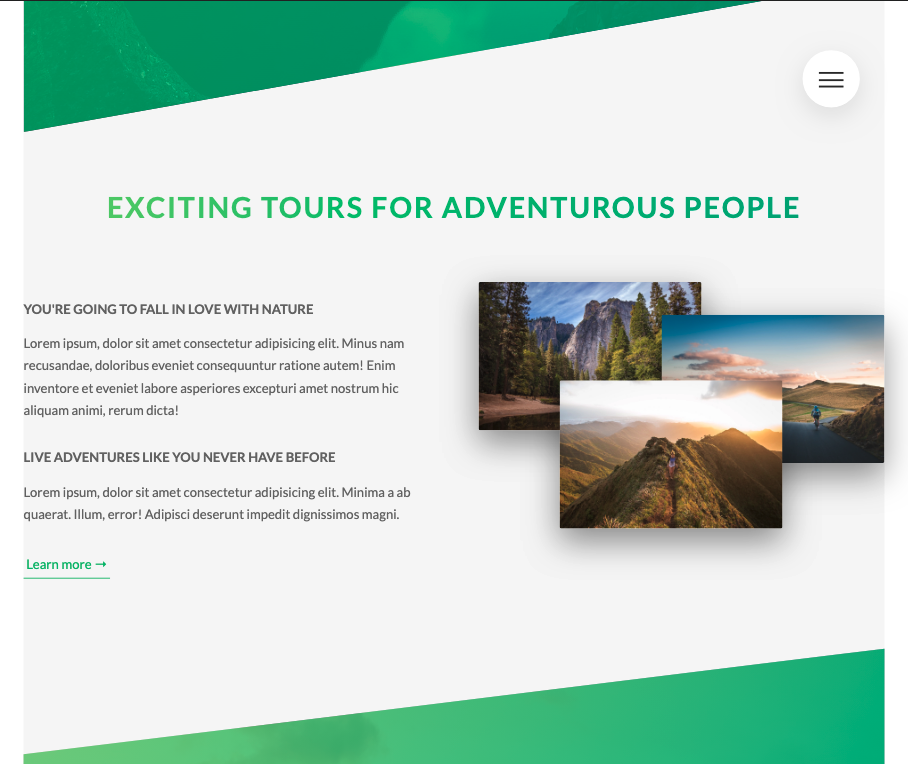 EXCITING TOURS FOR ADVENTUROUS PEOPLE
YOU'RE GOING TO FALL IN LOVE WITH NATURE
Lorem ipsum, dolor sit amet consectetur adipisicing elit. Minus nam
recusandae, doloribus eveniet consequuntur ratione autem! Enim
inventore et eveniet labore asperiores excepturi amet nostrum hic
aliquam animi, rerum dicta!
LIVE ADVENTURES LIKE YOU NEVER HAVE BEFORE
Lorem ipsum, dolor sit amet consectetur adipisicing elit. Minima a ab
quaerat. Illum, error! Adipisci deserunt impedit dignissimos magni.
Learn more →